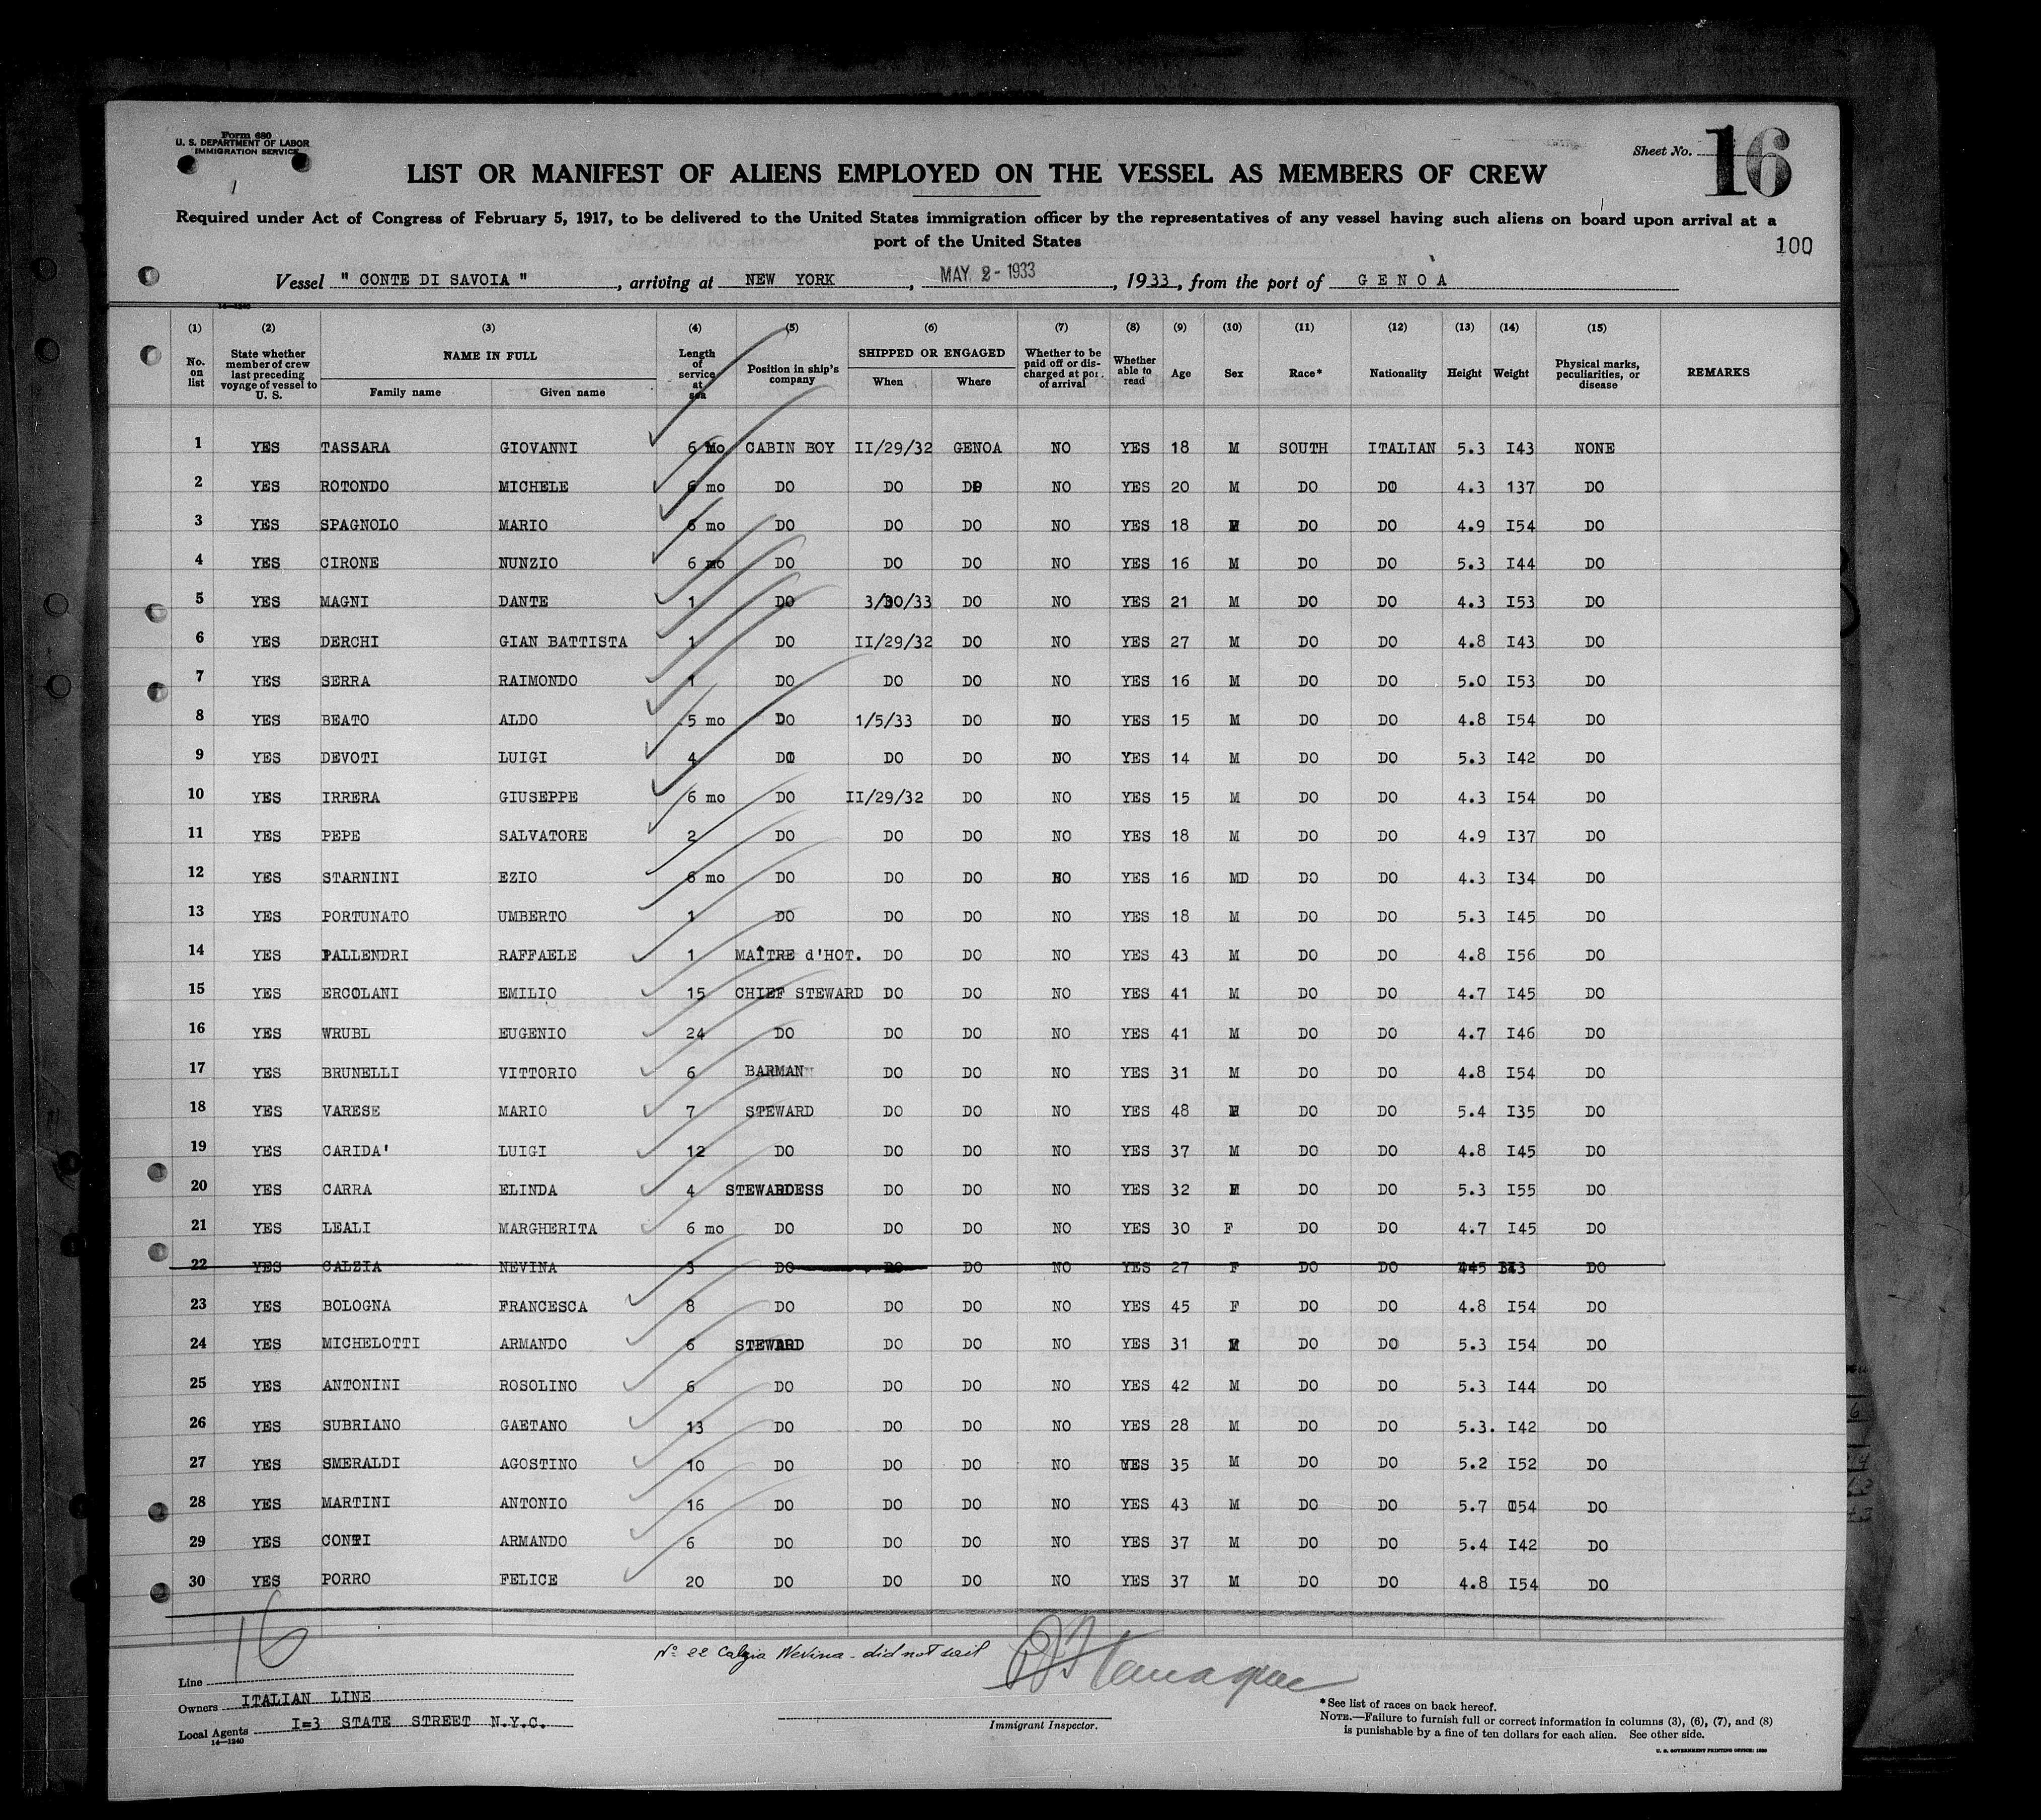 Form 680
U. S. DEPARTMENT OF LABOR
IMMIGRATION SERVICE
Sheet No. 16
LIST OR MANIFEST OF ALIENS EMPLOYED ON THE VESSEL AS MEMBERS OF CREW
Required under Act of Congress of February 5, 1917, to be delivered to the United States immigration officer by the representatives of any vessel having such aliens on board upon arrival at a
port of the United States
100
Vessel " CONTE DI SAVOIA " , arriving at NEW YORK , MAY 2 - 1933 , 1933 , from the port of GENOA
14—1240
(1) (2) (3) (4) (5) (6) (7) (8) (9) (10) (11) (12) (13) (14) (15)
No. on list State whether member of crew last preceding voyage of vessel to U. S. NAME IN FULL Family name Given name Length of service at sea Position in ship's company SHIPPED OR ENGAGED When Where Whether to be paid off or discharged at port of arrival Whether able to read Age Sex Race* Nationality Height Weight Physical marks, peculiarities, or disease REMARKS
1 YES TASSARA GIOVANNI 6 mo CABIN BOY II/29/32 GENOA NO YES 18 M SOUTH ITALIAN 5.3 I43 NONE
2 YES ROTONDO MICHELE 6 mo DO DO DO NO YES 20 M DO DO 4.3 137 DO
3 YES SPAGNOLO MARIO 6 mo DO DO DO NO YES 18 M DO DO 4.9 I54 DO
4 YES CIRONE NUNZIO 6 mo DO DO DO NO YES 16 M DO DO 5.3 I44 DO
5 YES MAGNI DANTE 1 DO 3/30/33 DO NO YES 21 M DO DO 4.3 I53 DO
6 YES DERCHI GIAN BATTISTA 1 DO II/29/32 DO NO YES 27 M DO DO 4.8 I43 DO
7 YES SERRA RAIMONDO 1 DO DO DO NO YES 16 M DO DO 5.0 I53 DO
8 YES BEATO ALDO 5 mo DO 1/5/33 DO NO YES 15 M DO DO 4.8 I54 DO
9 YES DEVOTI LUIGI 4 DO DO DO NO YES 14 M DO DO 5.3 I42 DO
10 YES IRRERA GIUSEPPE 6 mo DO II/29/32 DO NO YES 15 M DO DO 4.3 I54 DO
11 YES PEPE SALVATORE 2 DO DO DO NO YES 18 M DO DO 4.9 I37 DO
12 YES STARNINI EZIO 6 mo DO DO DO NO YES 16 MD DO DO 4.3 I34 DO
13 YES PORTUNATO UMBERTO 1 DO DO DO NO YES 18 M DO DO 5.3 I45 DO
14 YES PALLENDRI RAFFAELE 1 MAÎTRE d'HOT. DO DO NO YES 43 M DO DO 4.8 I56 DO
15 YES ERCOLANI EMILIO 15 CHIEF STEWARD DO DO NO YES 41 M DO DO 4.7 I45 DO
16 YES WRUBL EUGENIO 24 DO DO DO NO YES 41 M DO DO 4.7 I46 DO
17 YES BRUNELLI VITTORIO 6 BARMAN DO DO NO YES 31 M DO DO 4.8 I54 DO
18 YES VARESE MARIO 7 STEWARD DO DO NO YES 48 M DO DO 5.4 I35 DO
19 YES CARIDA' LUIGI 12 DO DO DO NO YES 37 M DO DO 4.8 I45 DO
20 YES CARRA ELINDA 4 STEWARDESS DO DO NO YES 32 F DO DO 5.3 I55 DO
21 YES LEALI MARGHERITA 6 mo DO DO DO NO YES 30 F DO DO 4.7 I45 DO
22 YES CALZIA NEVINA 3 DO DO DO NO YES 27 F DO DO DO
23 YES BOLOGNA FRANCESCA 8 DO DO DO NO YES 45 F DO DO 4.8 I54 DO
24 YES MICHELOTTI ARMANDO 6 STEWARD DO DO NO YES 31 M DO DO 5.3 I54 DO
25 YES ANTONINI ROSOLINO 6 DO DO DO NO YES 42 M DO DO 5.3 I44 DO
26 YES SUBRIANO GAETANO 13 DO DO DO NO YES 28 M DO DO 5.3. I42 DO
27 YES SMERALDI AGOSTINO 10 DO DO DO NO YES 35 M DO DO 5.2 I52 DO
28 YES MARTINI ANTONIO 16 DO DO DO NO YES 43 M DO DO 5.7 I54 DO
29 YES CONTI ARMANDO 6 DO DO DO NO YES 37 M DO DO 5.4 I42 DO
30 YES PORRO FELICE 20 DO DO DO NO YES 37 M DO DO 4.8 I54 DO
16
Nº 22 Calzia Nevina - did not sail
Line
Owners ITALIAN LINE
Local Agents I=3 STATE STREET N.Y.C.
14—1240
Immigrant Inspector.
*See list of races on back hereof.
NOTE.—Failure to furnish full or correct information in columns (3), (6), (7), and (8)
is punishable by a fine of ten dollars for each alien. See other side.
U. S. GOVERNMENT PRINTING OFFICE: